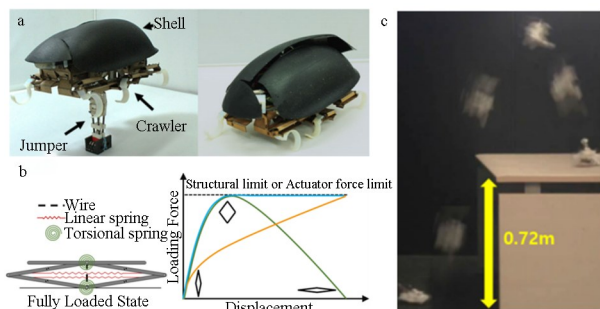 a
Shell
Jumper
Crawler
b
Wire
Linear spring
Torsional spring
Fully Loaded State
Loading Force
Structural limit or Actuator force limit
Displacement
c
0.72m